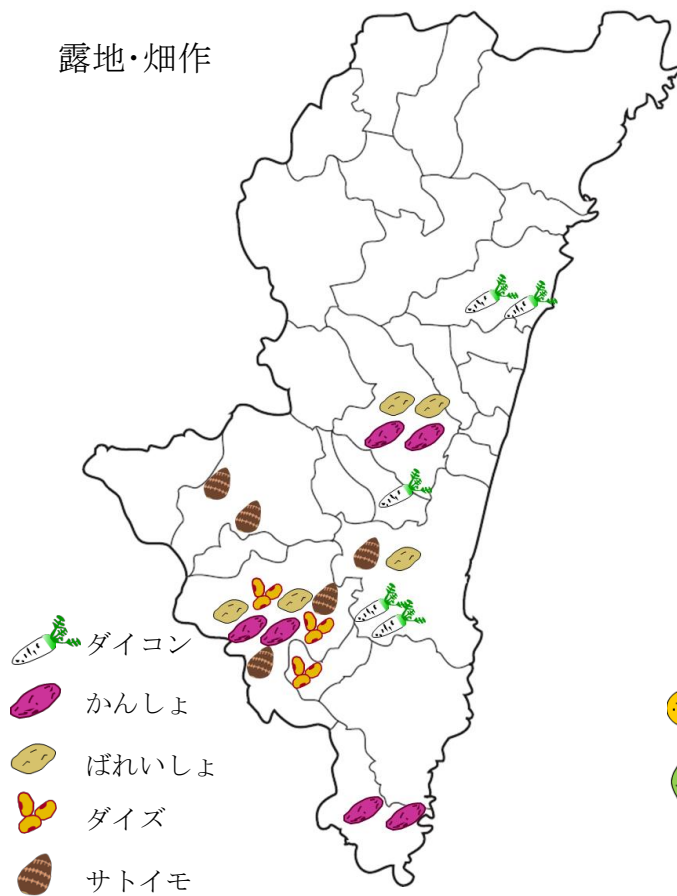 露地・畑作
ダイコン
かんしょ
ばれいしょ
ダイズ
サトイモ